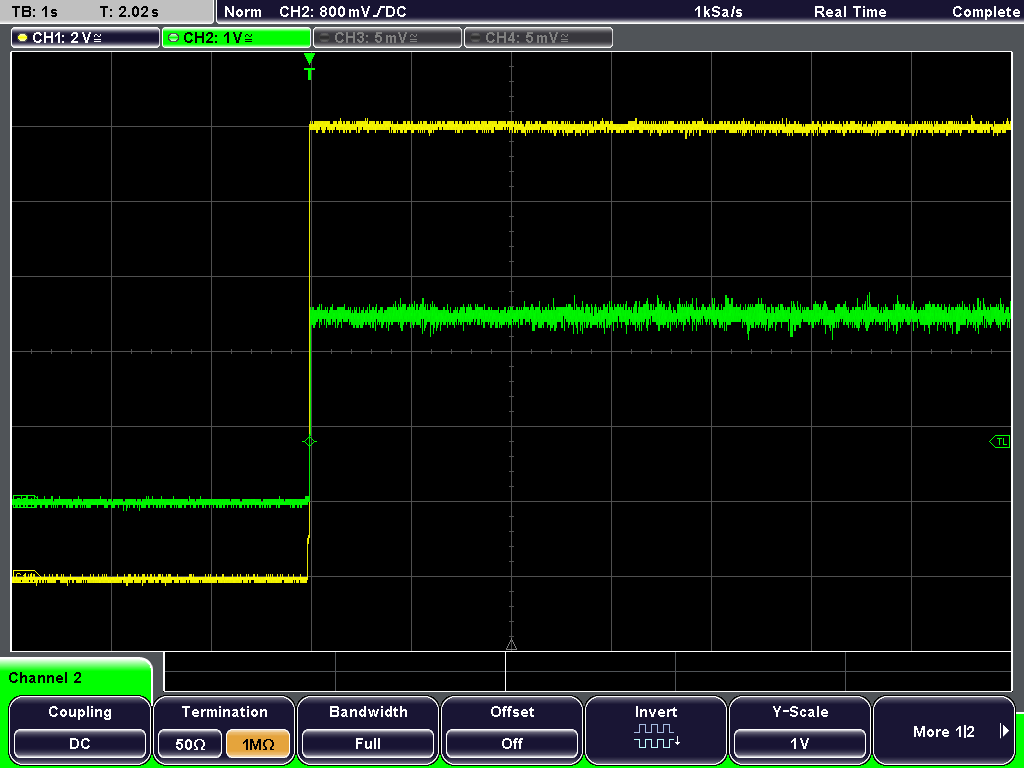 TB: 1s T: 2.02s Norm CH2: 800mV DC 1kSa/s Real Time Complete
CH1: 2V≅ CH2: 1V≅ CH3: 5mV≅ CH4: 5mV≅
T
TL
Channel 2
Coupling Termination Bandwidth Offset Invert Y-Scale More 1|2
DC 50Ω 1MΩ Full Off 1V